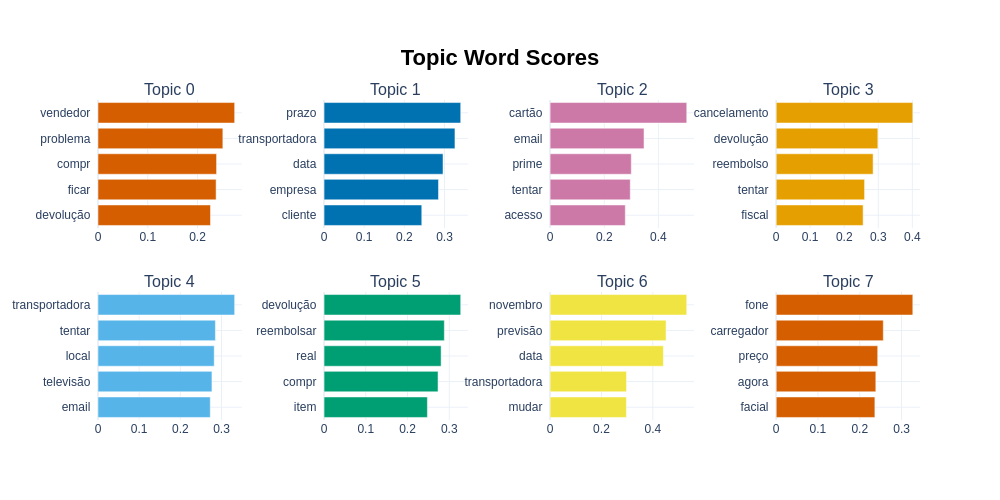 Topic Word Scores
Topic 0
vendedor
problema
compr
ficar
devolução
0 0.1 0.2
Topic 1
prazo
transportadora
data
empresa
cliente
0 0.1 0.2 0.3
Topic 2
cartão
email
prime
tentar
acesso
0 0.2 0.4
Topic 3
cancelamento
devolução
reembolso
tentar
fiscal
0 0.1 0.2 0.3 0.4
Topic 4
transportadora
tentar
local
televisão
email
0 0.1 0.2 0.3
Topic 5
devolução
reembolsar
real
compr
item
0 0.1 0.2 0.3
Topic 6
novembro
previsão
data
transportadora
mudar
0 0.2 0.4
Topic 7
fone
carregador
preço
agora
facial
0 0.1 0.2 0.3